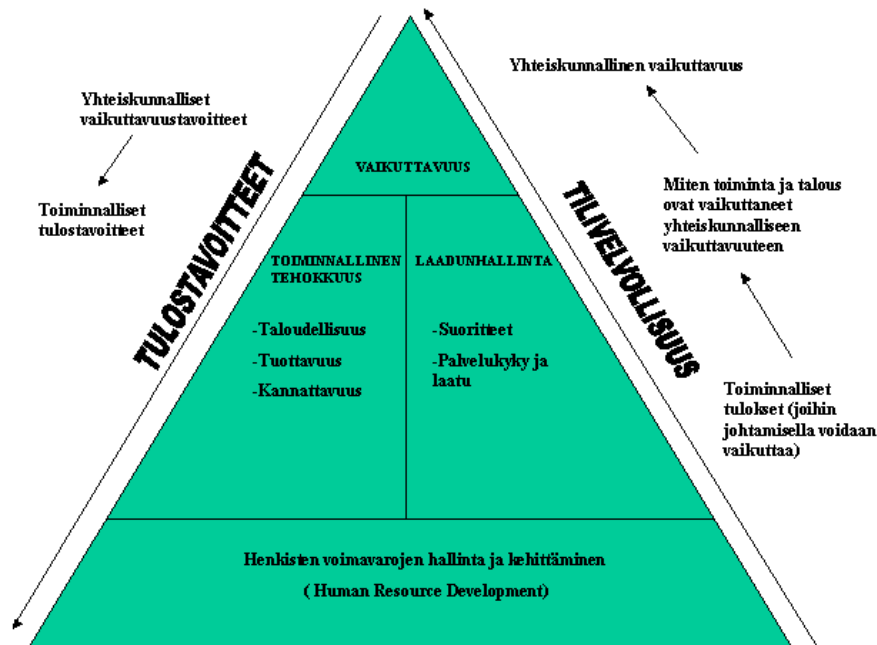 Yhteiskunnallinen vaikuttavuus
Yhteiskunnalliset
vaikuttavuustavoitteet
Toiminnalliset
tulostavoitteet
TULOSTAVOITTEET
VAIKUTTAVUUS
TOIMINNALLINEN
TEHOKKUUS
-Taloudellisuus
-Tuottavuus
-Kannattavuus
LAADUNHALLINTA
-Suoritteet
-Palvelukyky ja
laatu
TILIVELVOLLISUUS
Miten toiminta ja talous
ovat vaikuttaneet
yhteiskunnalliseen
vaikuttavuuteen
Toiminnalliset
tulokset (joihin
johtamisella voidaan
vaikuttaa)
Henkisten voimavarojen hallinta ja kehittäminen
( Human Resource Development)